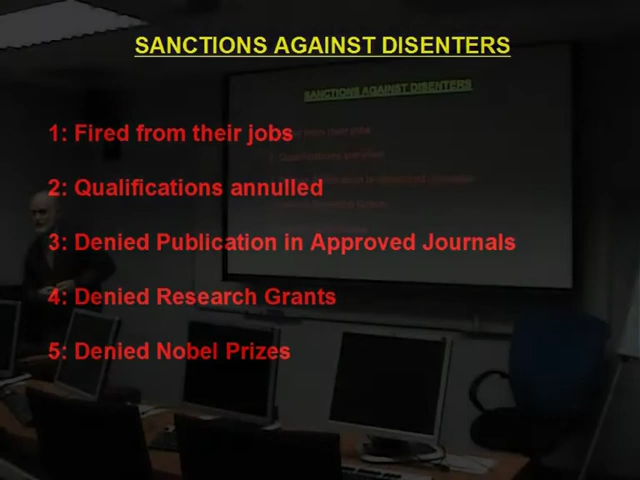 SANCTIONS AGAINST DISENTERS
1: Fired from their jobs
2: Qualifications annulled
3: Denied Publication in Approved Journals
4: Denied Research Grants
5: Denied Nobel Prizes
SANCTIONS AGAINST DISENTERS